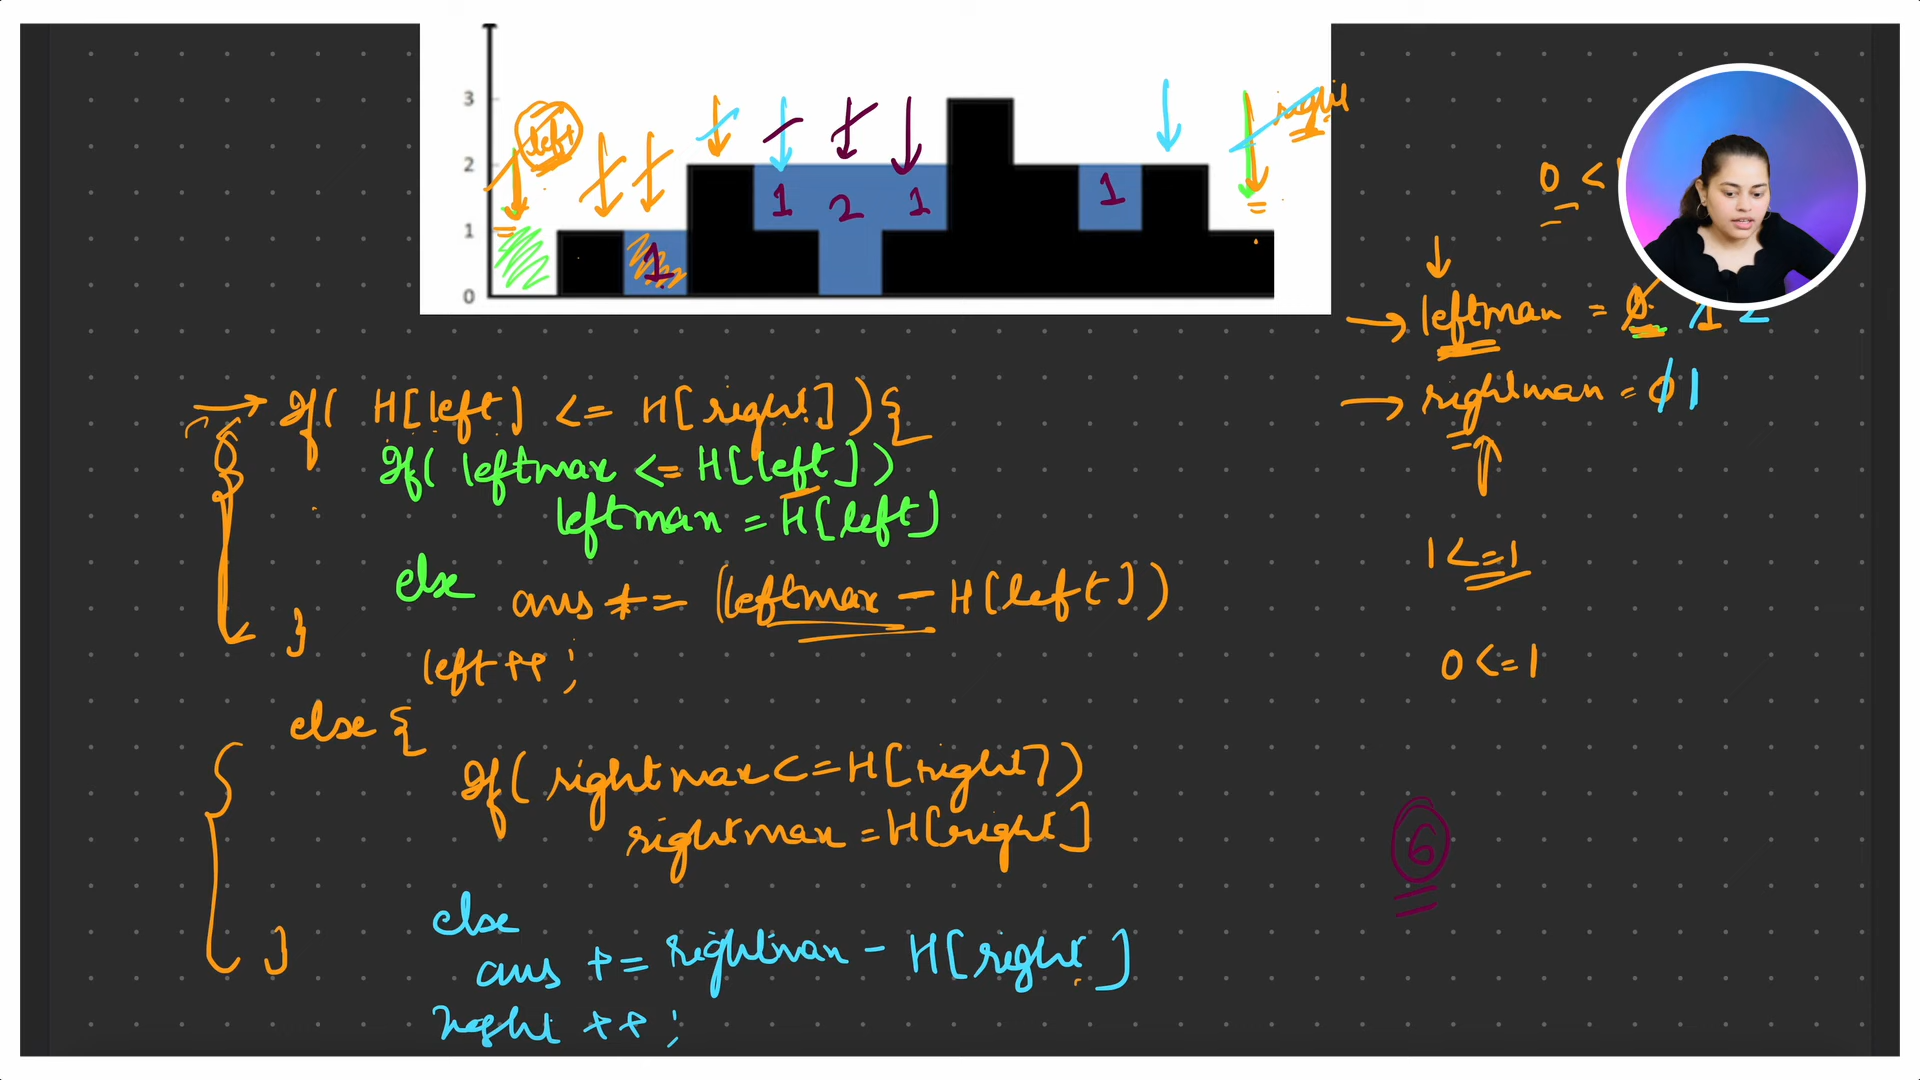 3
2
1
0
left
right
1
1
2
1
1
0 <
leftmax = 0 1 2
rightmax = 0 1
If( H[left] <= H[right] ){
If( leftmax <= H[left] )
leftmax = H[left]
else ans += (leftmax - H[left])
}
left++ ;
1 <= 1
0 <= 1
else {
If( rightmax <= H[right] )
rightmax = H[right]
6
else
ans += rightmax - H[right]
}
right ++ ;